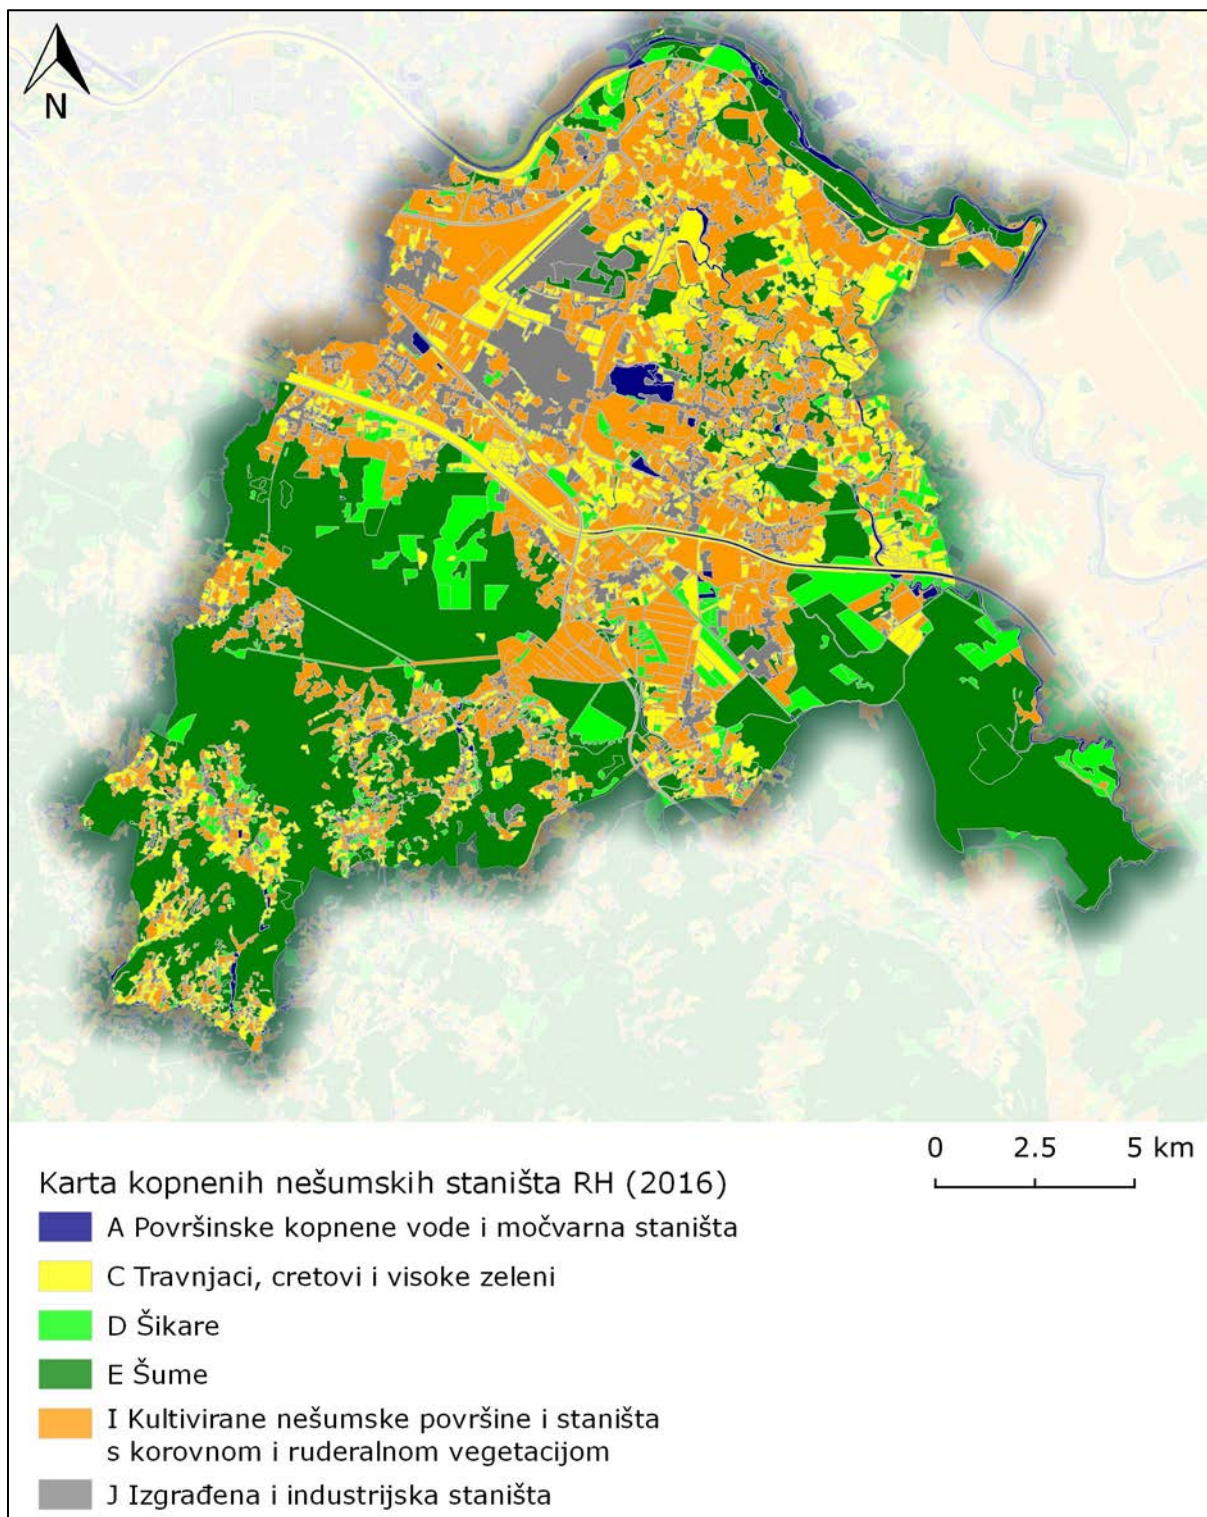 N
0 2.5 5 km
Karta kopnenih nešumskih staništa RH (2016)
A Površinske kopnene vode i močvarna staništa
C Travnjaci, cretovi i visoke zeleni
D Šikare
E Šume
I Kultivirane nešumske površine i staništa
s korovnom i ruderalnom vegetacijom
J Izgrađena i industrijska staništa